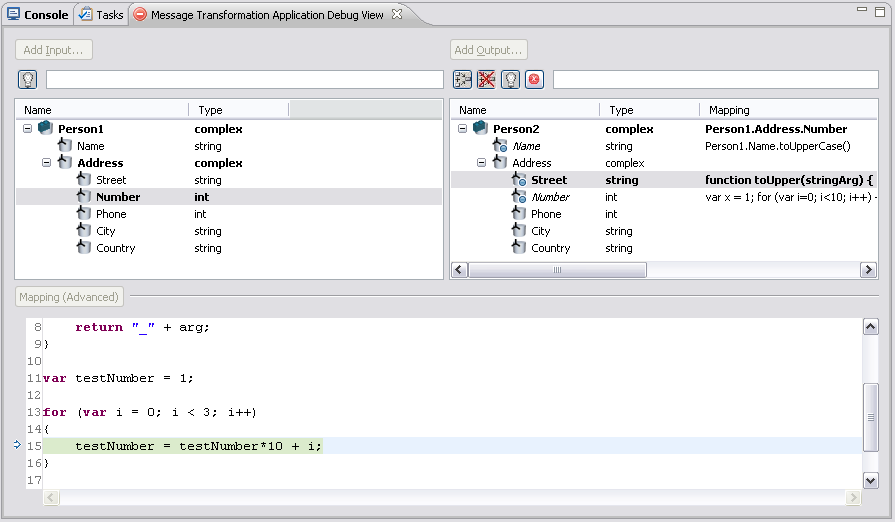 Console Tasks Message Transformation Application Debug View
Add Input... Add Output...
Name Type Name Type Mapping
Person1 complex Person2 complex Person1.Address.Number
Name string Name string Person1.Name.toUpperCase()
Address complex Address complex
Street string Street string function toUpper(stringArg) {
Number int Number int var x = 1; for (var i=0; i<10; i++)
Phone int Phone int
City string City string
Country string Country string
Mapping (Advanced)
8 return "_" + arg;
9 }
10
11 var testNumber = 1;
12
13 for (var i = 0; i < 3; i++)
14 {
15 testNumber = testNumber*10 + i;
16 }
17